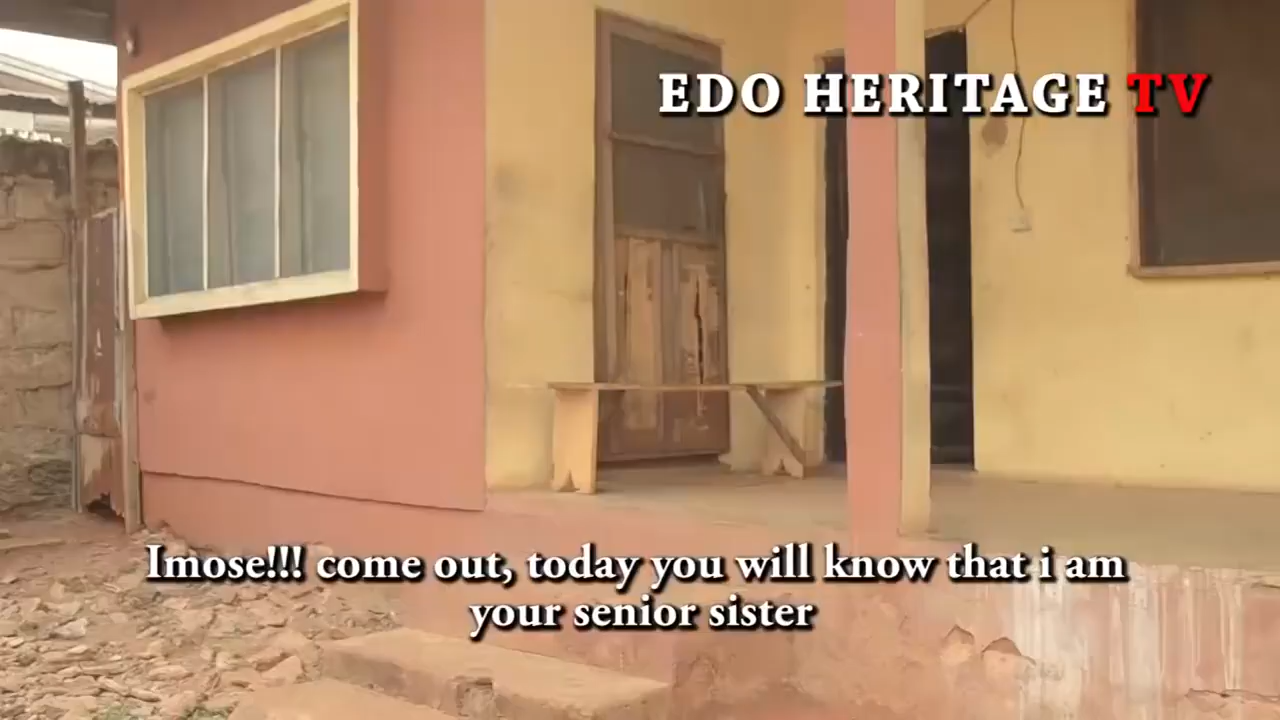 EDO HERITAGE TV
Imose!!! come out, today you will know that i am
your senior sister